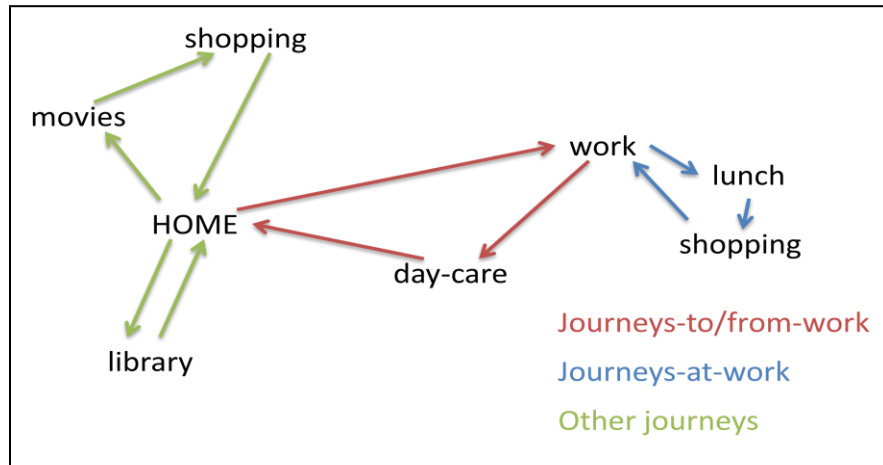 shopping
movies
work
lunch
HOME
shopping
day-care
library
Journeys-to/from-work
Journeys-at-work
Other journeys